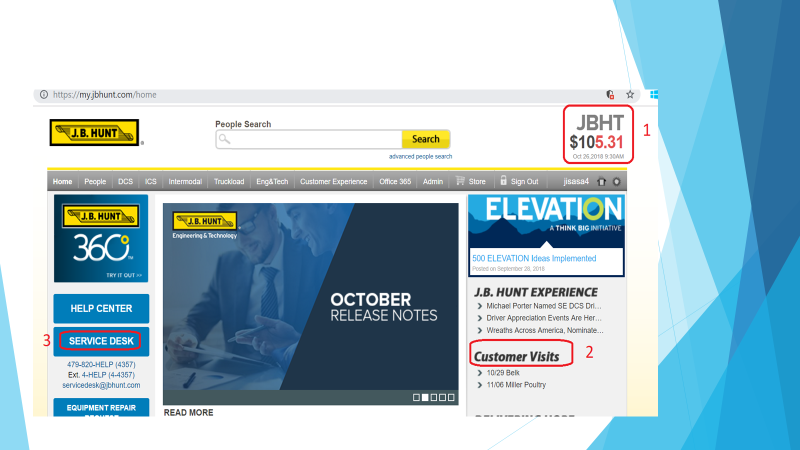 https://my.jbhunt.com/home
J.B. HUNT
®
People Search
Search
advanced people search
JBHT
$105.31
Oct 26,2018 9:30AM
1
Home People DCS ICS Intermodal Truckload Eng&Tech Customer Experience Office 365 Admin Store Sign Out jisasa4
J.B. HUNT
360°
TRY IT OUT >>
HELP CENTER
3
SERVICE DESK
479-820-HELP (4357)
Ext. 4-HELP (4-4357)
servicedesk@jbhunt.com
EQUIPMENT REPAIR
J.B. HUNT
Engineering & Technology
OCTOBER
RELEASE NOTES
READ MORE
ELEVATION
A THINK BIG INITIATIVE
500 ELEVATION Ideas Implemented
Posted on September 28, 2018
J.B. HUNT EXPERIENCE
Michael Porter Named SE DCS Dri...
Driver Appreciation Events Are Her...
Wreaths Across America, Nominate...
Customer Visits
2
10/29 Belk
11/06 Miller Poultry